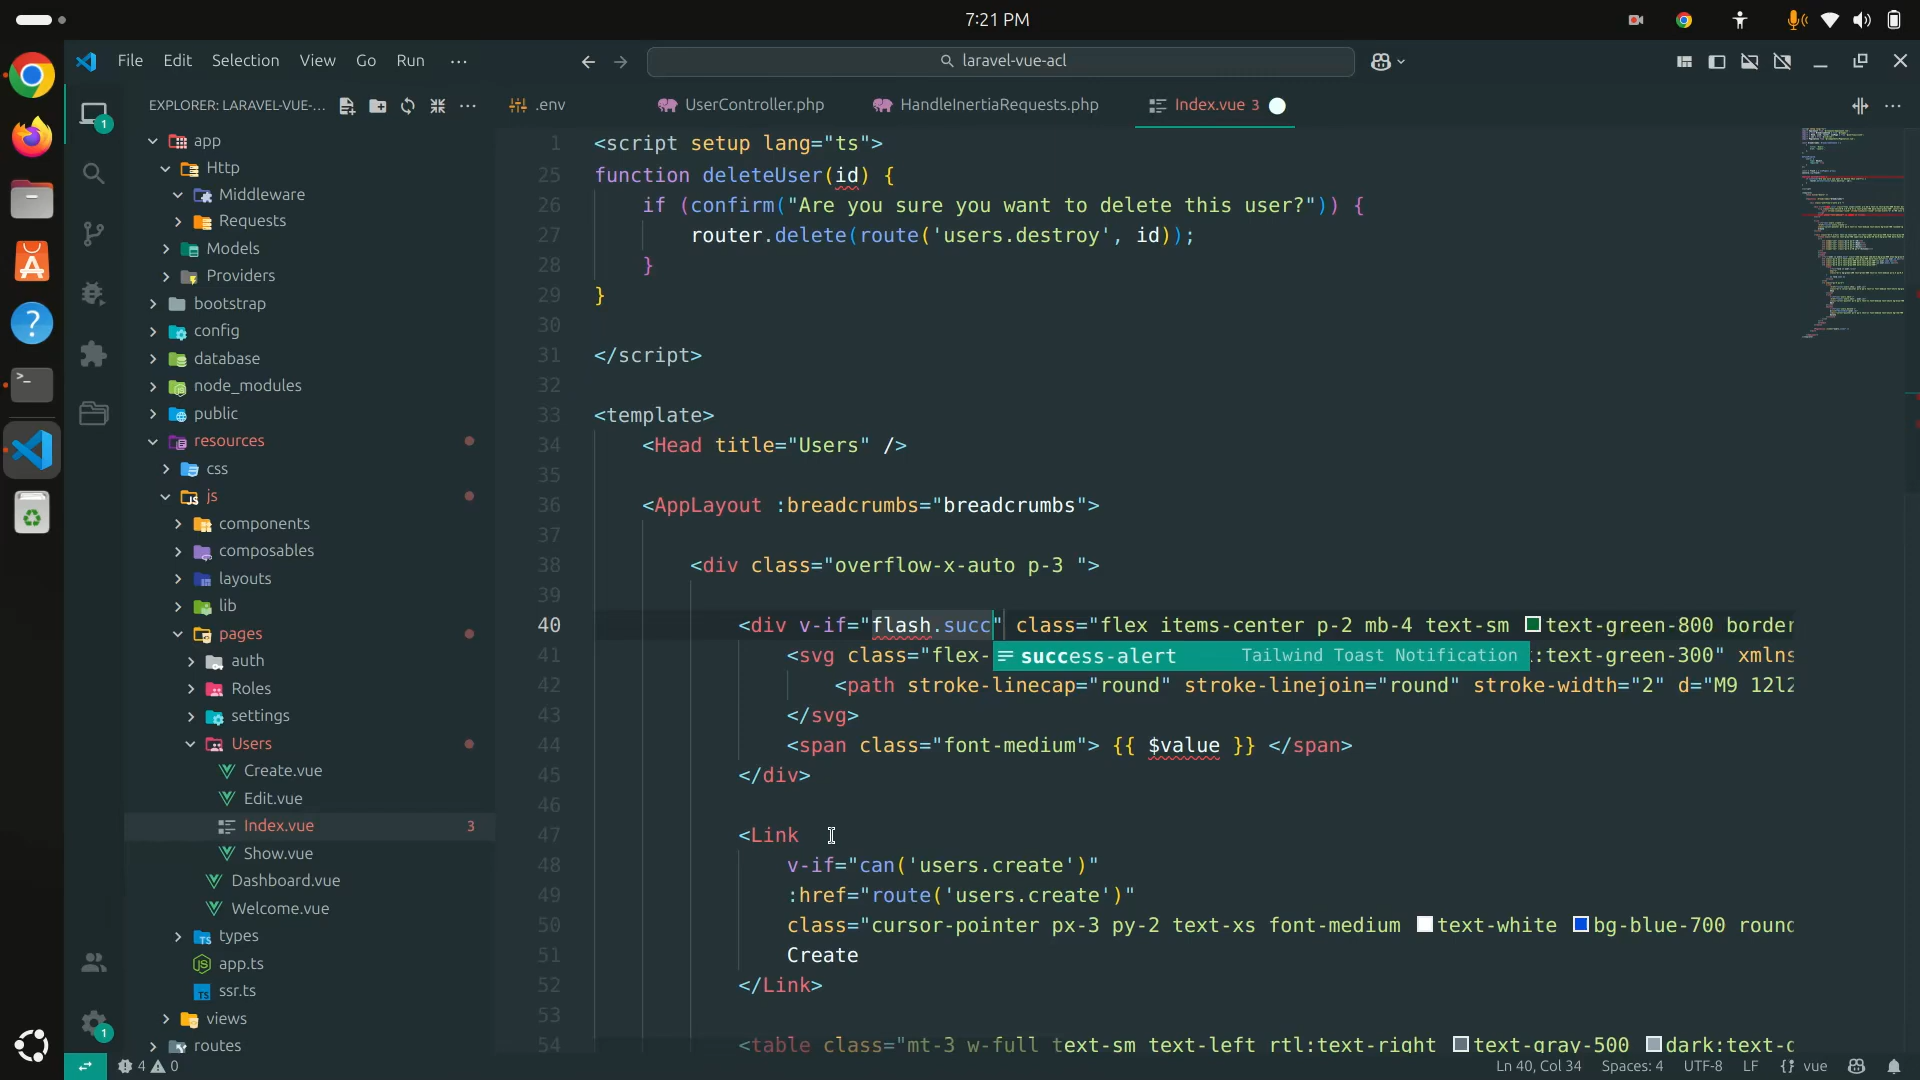 7:21 PM
File Edit Selection View Go Run ···
laravel-vue-acl
EXPLORER: LARAVEL-VUE-...
.env
UserController.php
HandleInertiaRequests.php
Index.vue 3
app
Http
Middleware
Requests
Models
Providers
bootstrap
config
database
node_modules
public
resources
css
js
components
composables
layouts
lib
pages
auth
Roles
settings
Users
Create.vue
Edit.vue
Index.vue 3
Show.vue
Dashboard.vue
Welcome.vue
types
app.ts
ssr.ts
views
routes
1 <script setup lang="ts">
25 function deleteUser(id) {
26 if (confirm("Are you sure you want to delete this user?")) {
27 router.delete(route('users.destroy', id));
28 }
29 }
30
31 </script>
32
33 <template>
34 <Head title="Users" />
35
36 <AppLayout :breadcrumbs="breadcrumbs">
37
38 <div class="overflow-x-auto p-3 ">
39
40 <div v-if="flash.succ" class="flex items-center p-2 mb-4 text-sm text-green-800 border
41 <svg class="flex- :text-green-300" xmlns
success-alert Tailwind Toast Notification
42 <path stroke-linecap="round" stroke-linejoin="round" stroke-width="2" d="M9 12l2
43 </svg>
44 <span class="font-medium"> {{ $value }} </span>
45 </div>
46
47 <Link
48 v-if="can('users.create')"
49 :href="route('users.create')"
50 class="cursor-pointer px-3 py-2 text-xs font-medium text-white bg-blue-700 round
51 Create
52 </Link>
53
54 <table class="mt-3 w-full text-sm text-left rtl:text-right text-gray-500 dark:text-g
4 0
Ln 40, Col 34 Spaces: 4 UTF-8 LF vue